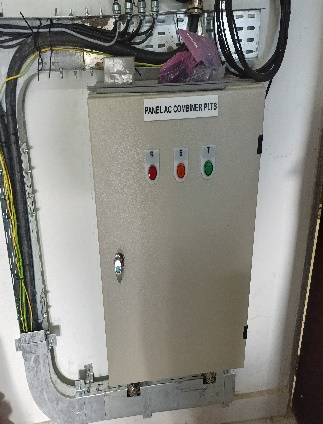 PANEL AC COMBINER PLTS
R S T